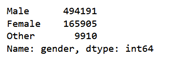 Male      494191
Female    165905
Other       9910
Name: gender, dtype: int64